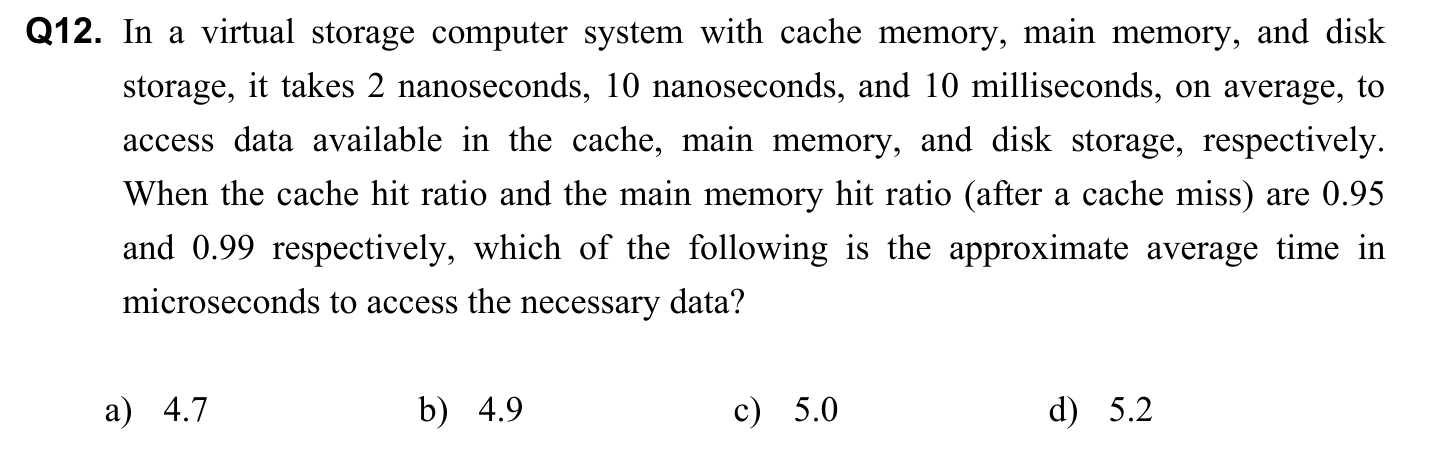 Q12. In a virtual storage computer system with cache memory, main memory, and disk
storage, it takes 2 nanoseconds, 10 nanoseconds, and 10 milliseconds, on average, to
access data available in the cache, main memory, and disk storage, respectively.
When the cache hit ratio and the main memory hit ratio (after a cache miss) are 0.95
and 0.99 respectively, which of the following is the approximate average time in
microseconds to access the necessary data?
a) 4.7 b) 4.9 c) 5.0 d) 5.2